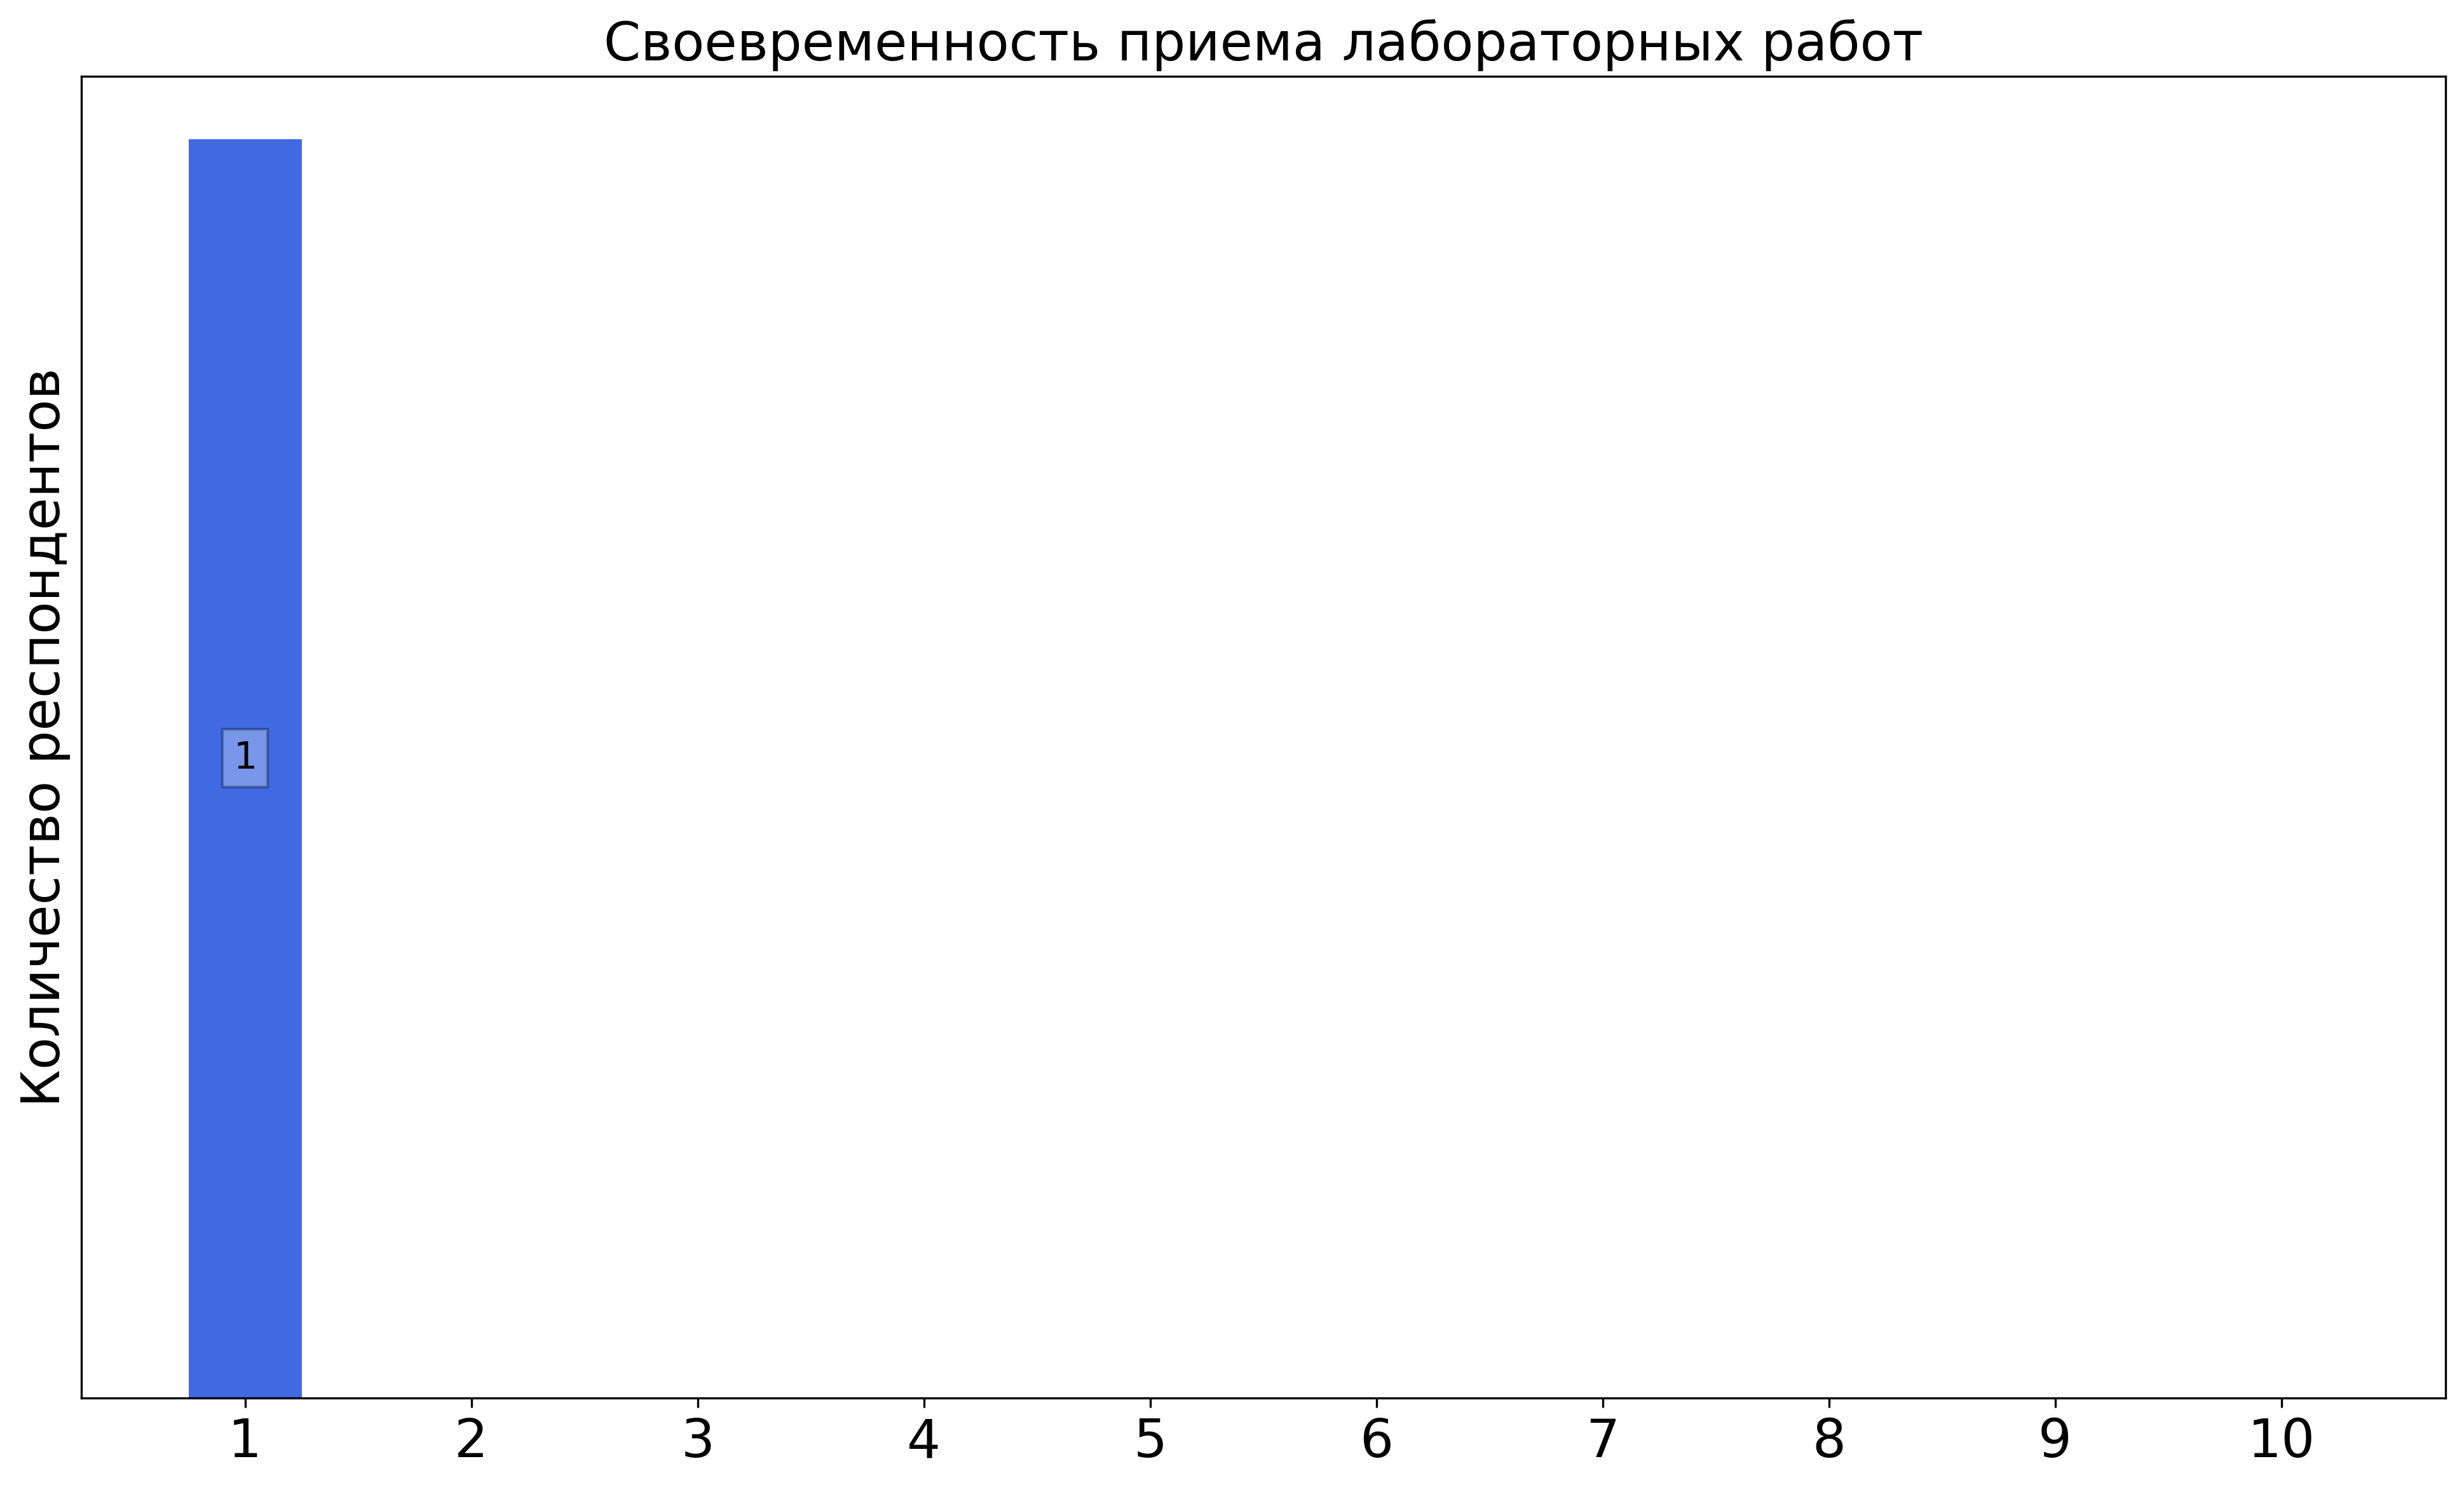 Своевременность приема лабораторных работ
Количество респондентов
1
1 2 3 4 5 6 7 8 9 10